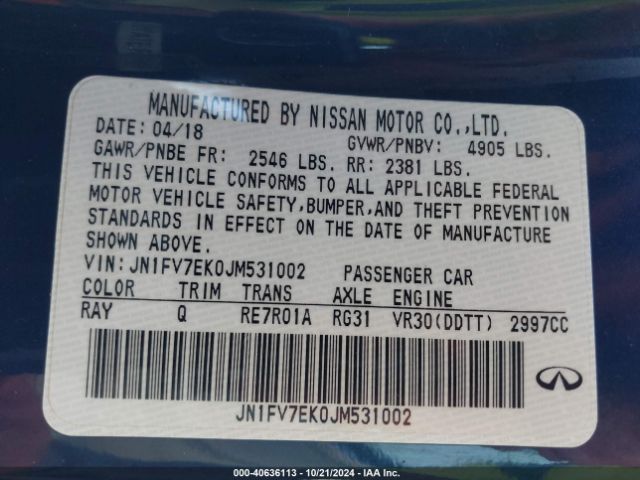 MANUFACTURED BY NISSAN MOTOR CO.,LTD.
DATE: 04/18 GVWR/PNBV: 4905 LBS.
GAWR/PNBE FR: 2546 LBS. RR: 2381 LBS.
THIS VEHICLE CONFORMS TO ALL APPLICABLE FEDERAL
MOTOR VEHICLE SAFETY,BUMPER,AND THEFT PREVENTION
STANDARDS IN EFFECT ON THE DATE OF MANUFACTURE
SHOWN ABOVE.
VIN:JN1FV7EK0JM531002 PASSENGER CAR
COLOR TRIM TRANS AXLE ENGINE
RAY Q RE7R01A RG31 VR30(DDTT) 2997CC
JN1FV7EK0JM531002
000-40636113 - 10/21/2024 - IAA Inc.